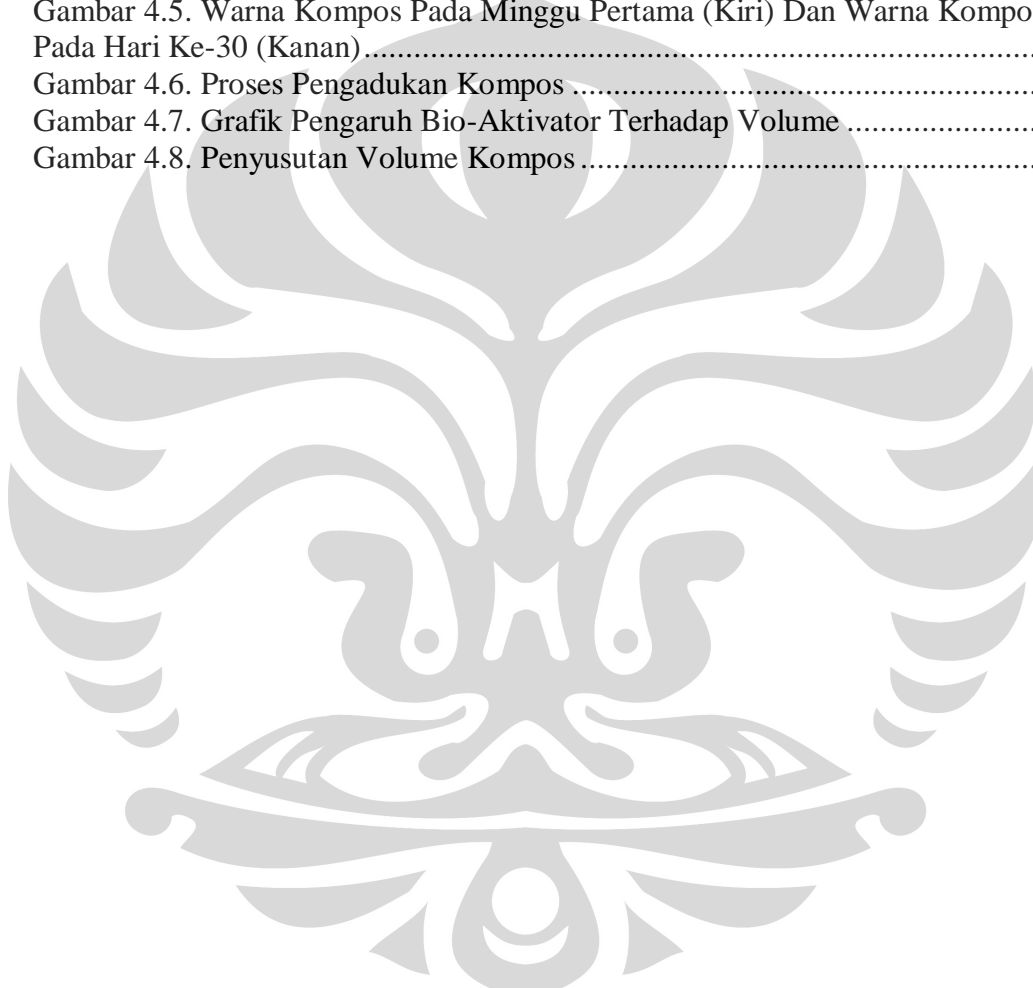 Gambar 4.5. Warna Kompos Pada Minggu Pertama (Kiri) Dan Warna Kompo
Pada Hari Ke-30 (Kanan)..............................................................................
Gambar 4.6. Proses Pengadukan Kompos ......................................................
Gambar 4.7. Grafik Pengaruh Bio-Aktivator Terhadap Volume .....................
Gambar 4.8. Penyusutan Volume Kompos .....................................................